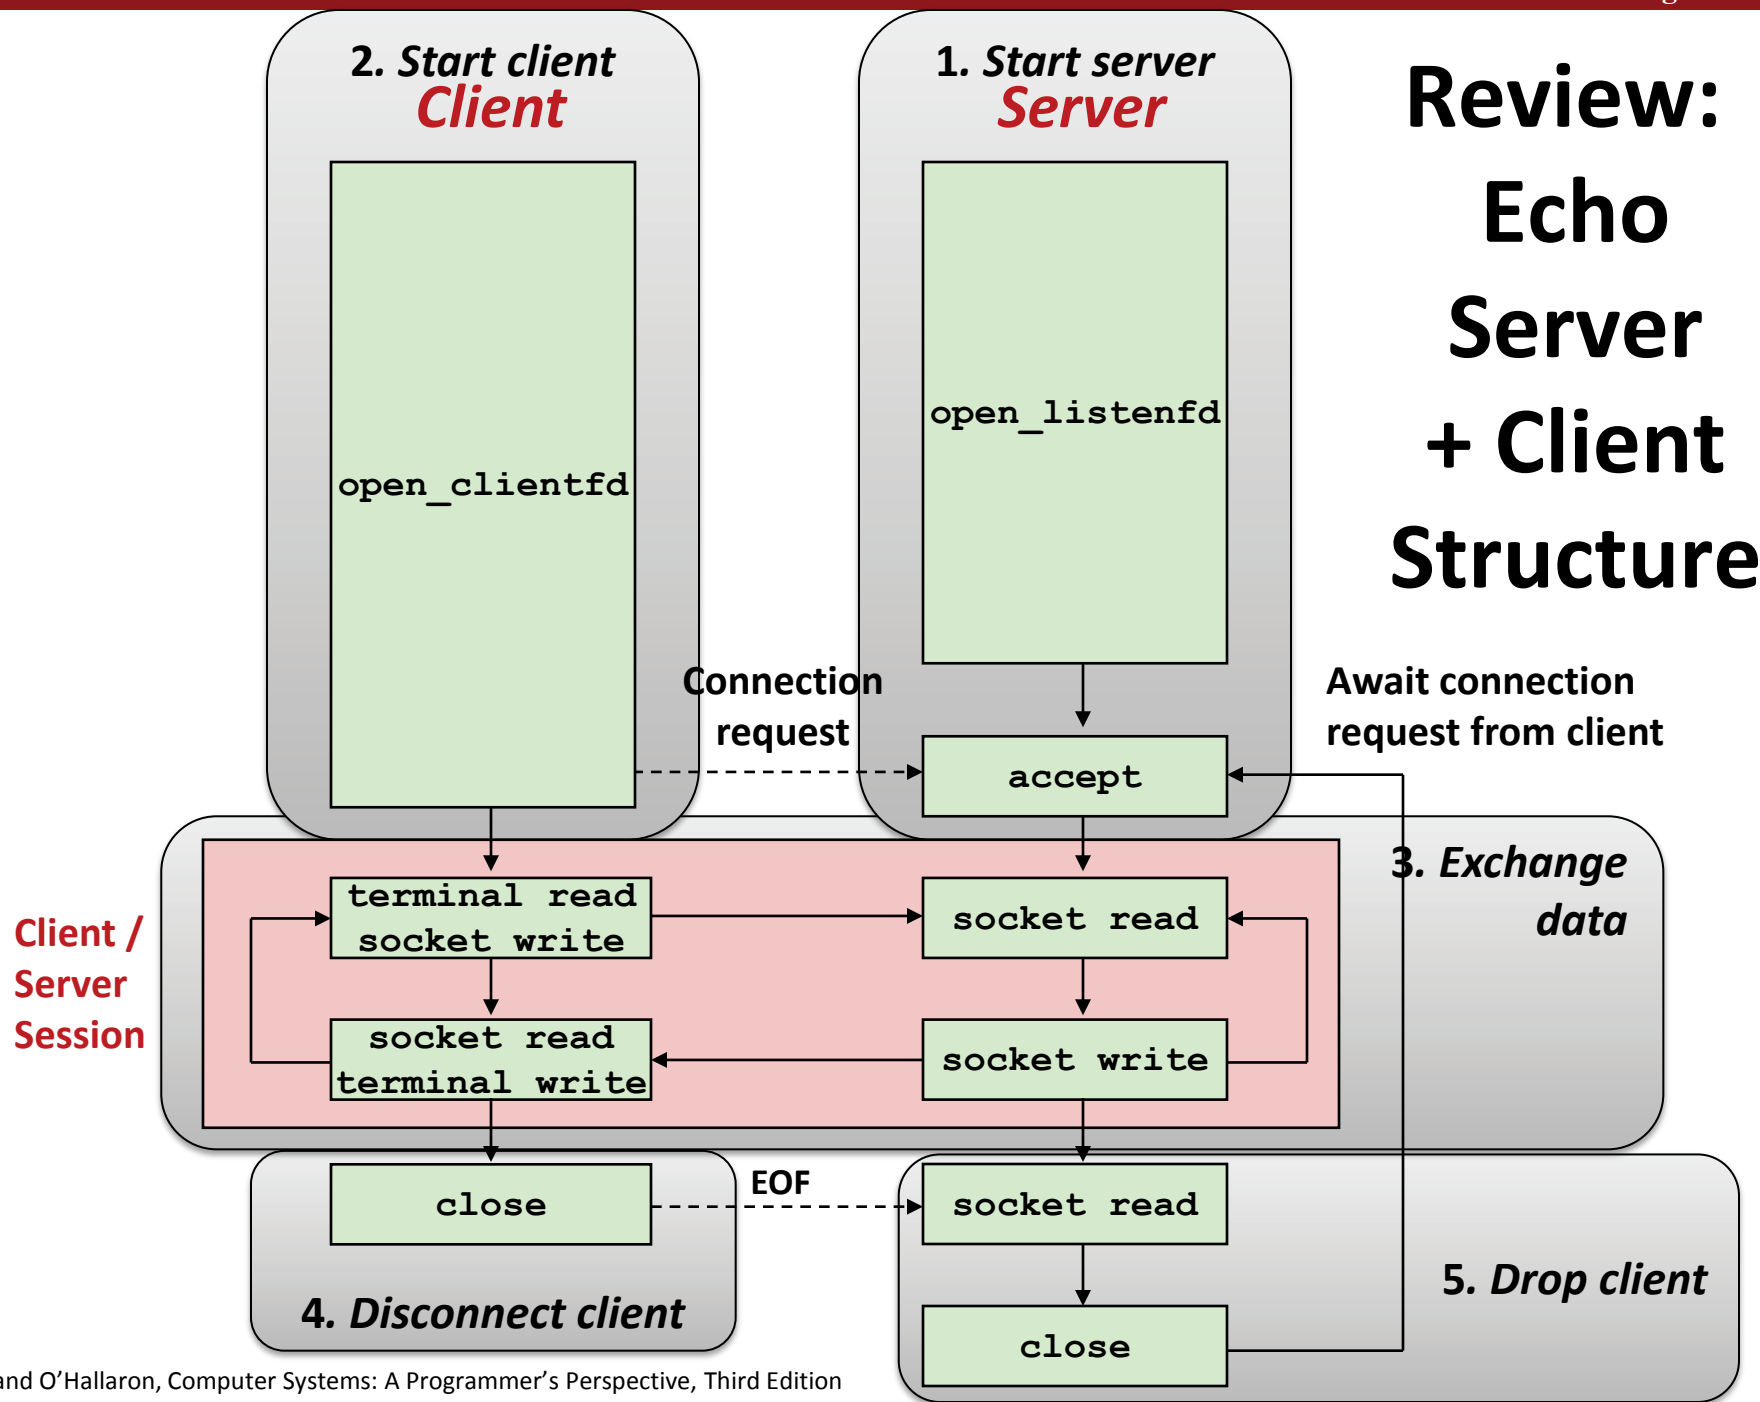 2. Start client
Client
1. Start server
Server
Review:
Echo
Server
+ Client
Structure
open_listenfd
open_clientfd
Connection
request
Await connection
request from client
accept
3. Exchange
data
Client /
Server
Session
terminal read
socket write
socket read
socket read
terminal write
socket write
close
EOF
socket read
4. Disconnect client
5. Drop client
close
and O'Hallaron, Computer Systems: A Programmer's Perspective, Third Edition